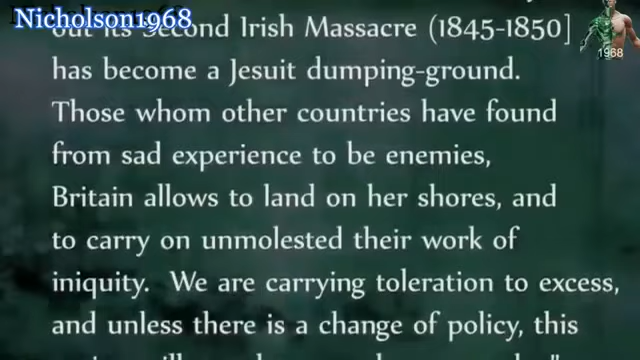 Nicholson1968
out its Second Irish Massacre (1845-1850]
1968
has become a Jesuit dumping-ground.
Those whom other countries have found
from sad experience to be enemies,
Britain allows to land on her shores, and
to carry on unmolested their work of
iniquity. We are carrying toleration to excess,
and unless there is a change of policy, this